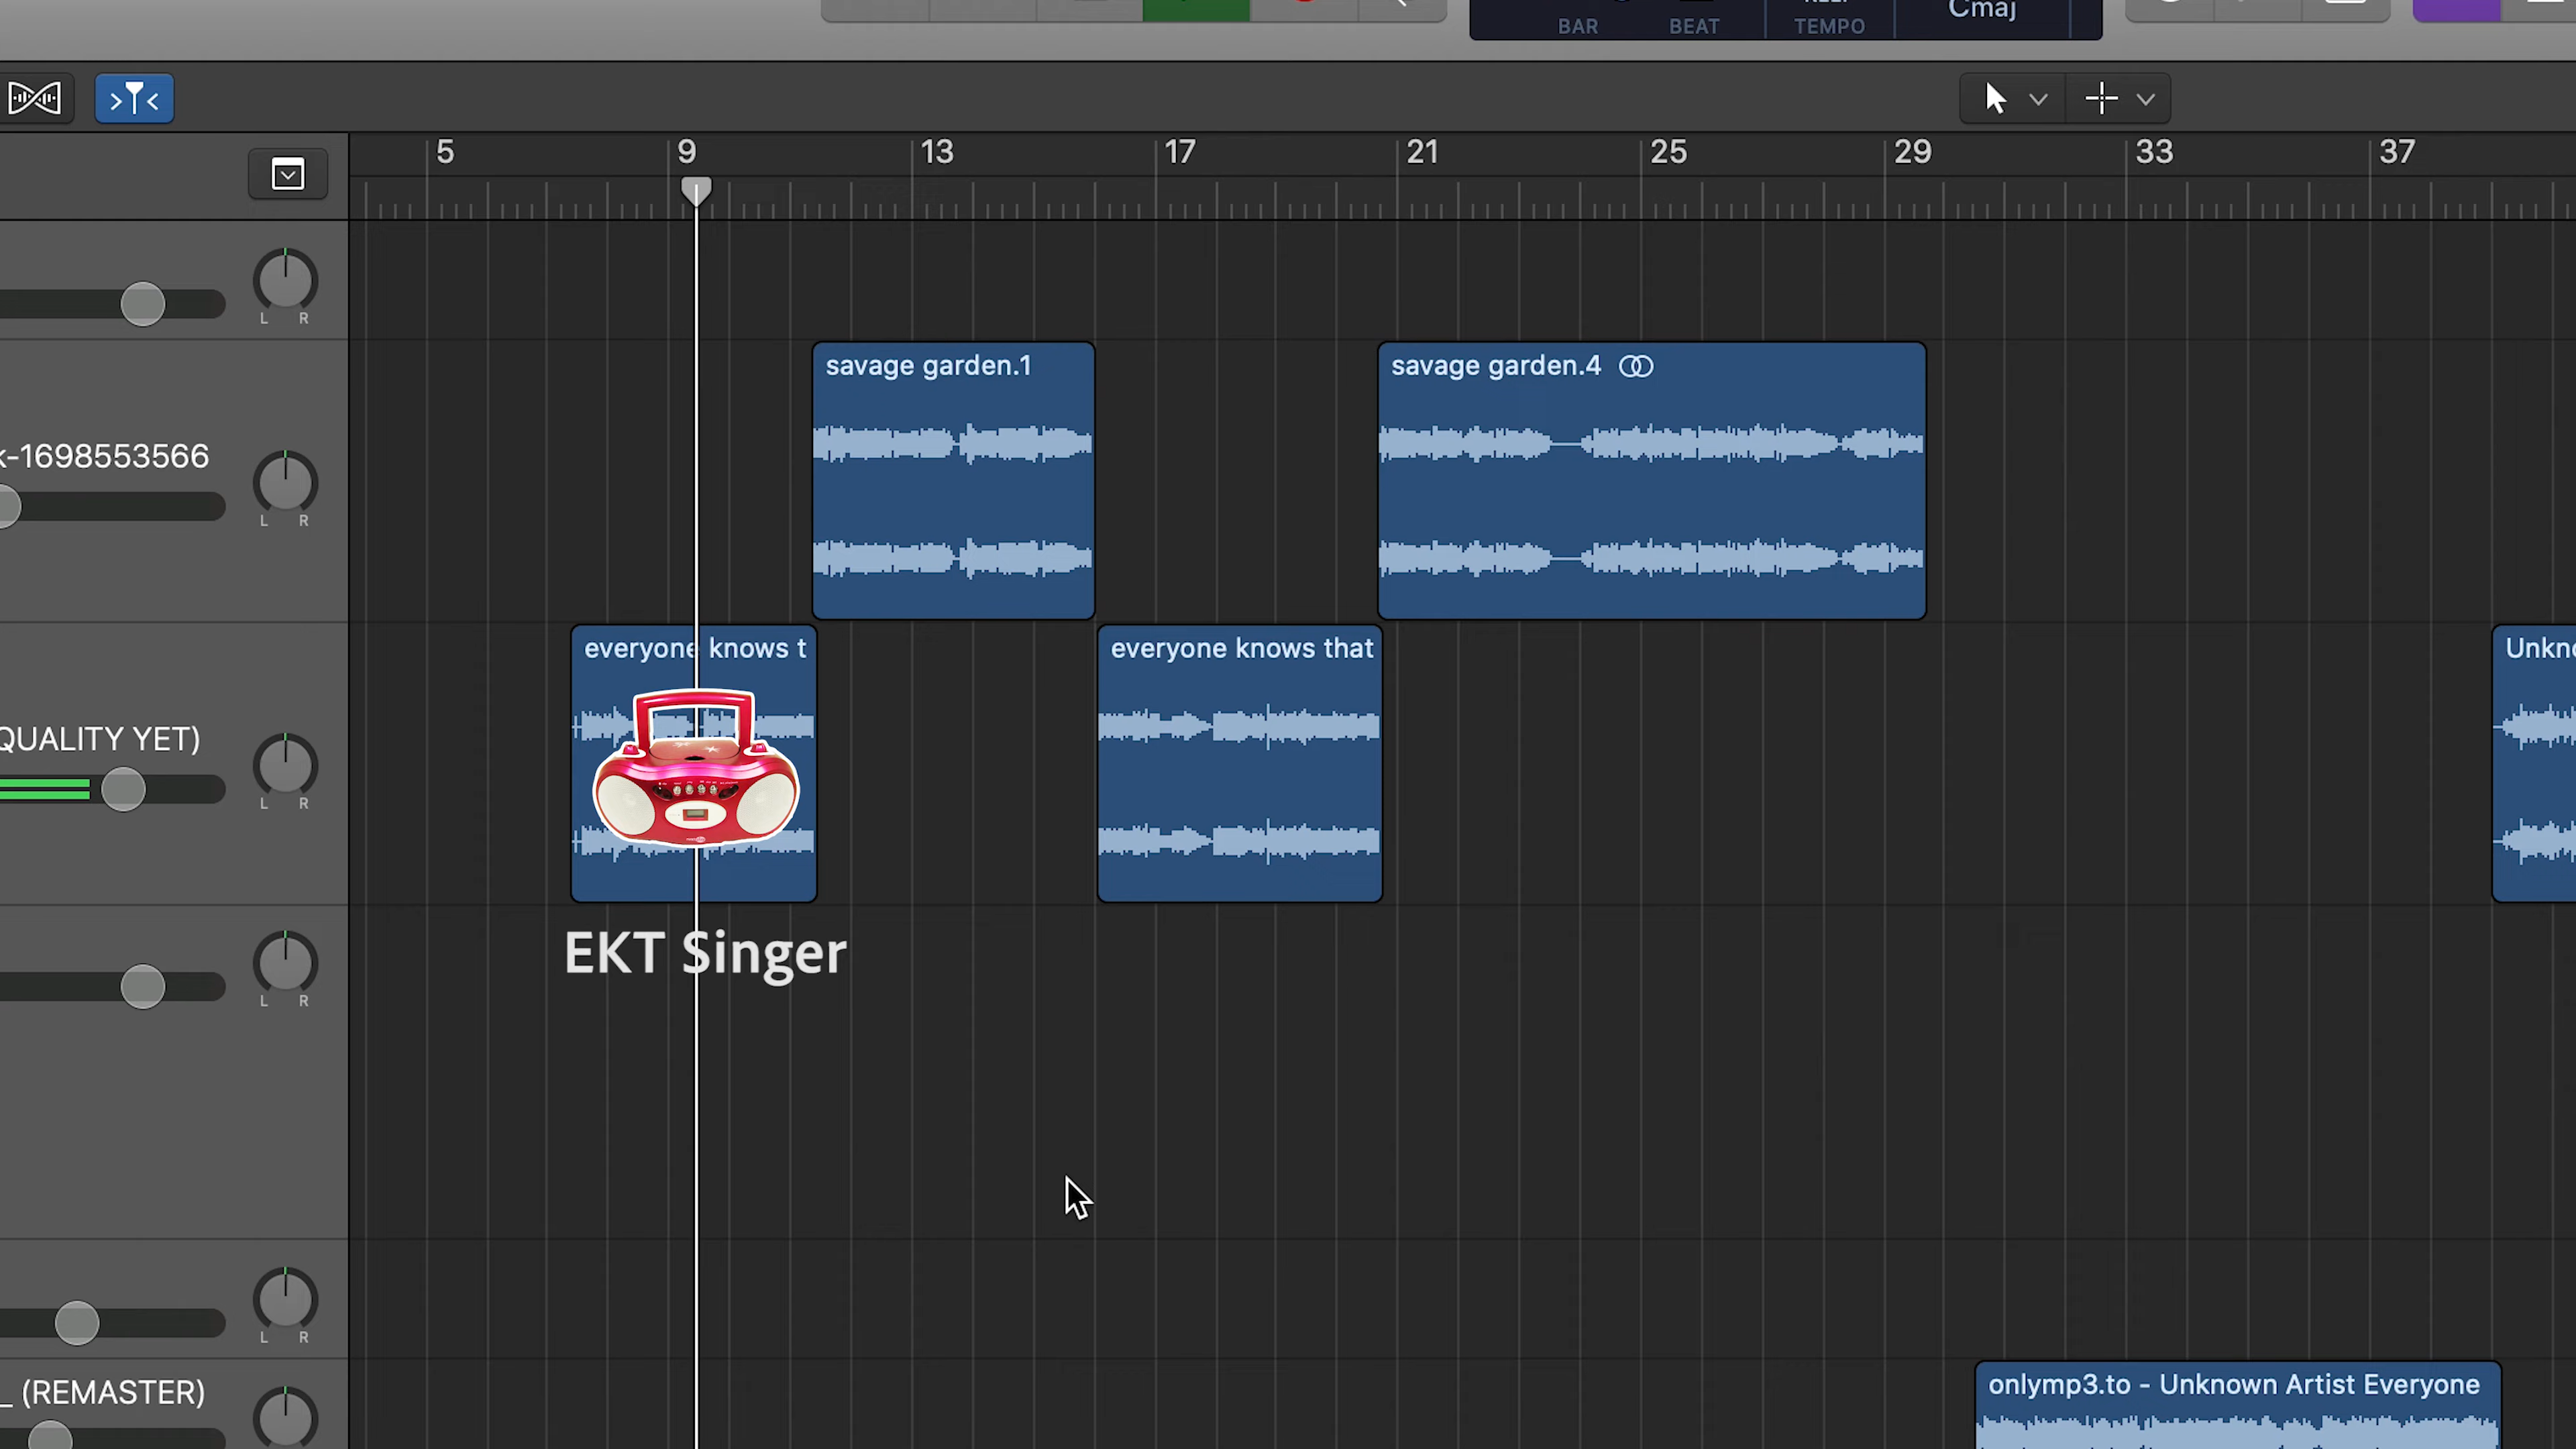 Cmaj
BAR BEAT TEMPO
5 9 13 17 21 25 29 33 37
L R
savage garden.1
savage garden.4
k-1698553566
L R
everyone knows t
everyone knows that
Unkno
QUALITY YET)
L R
EKT Singer
L R
L R
_ (REMASTER)
onlymp3.to - Unknown Artist Everyone